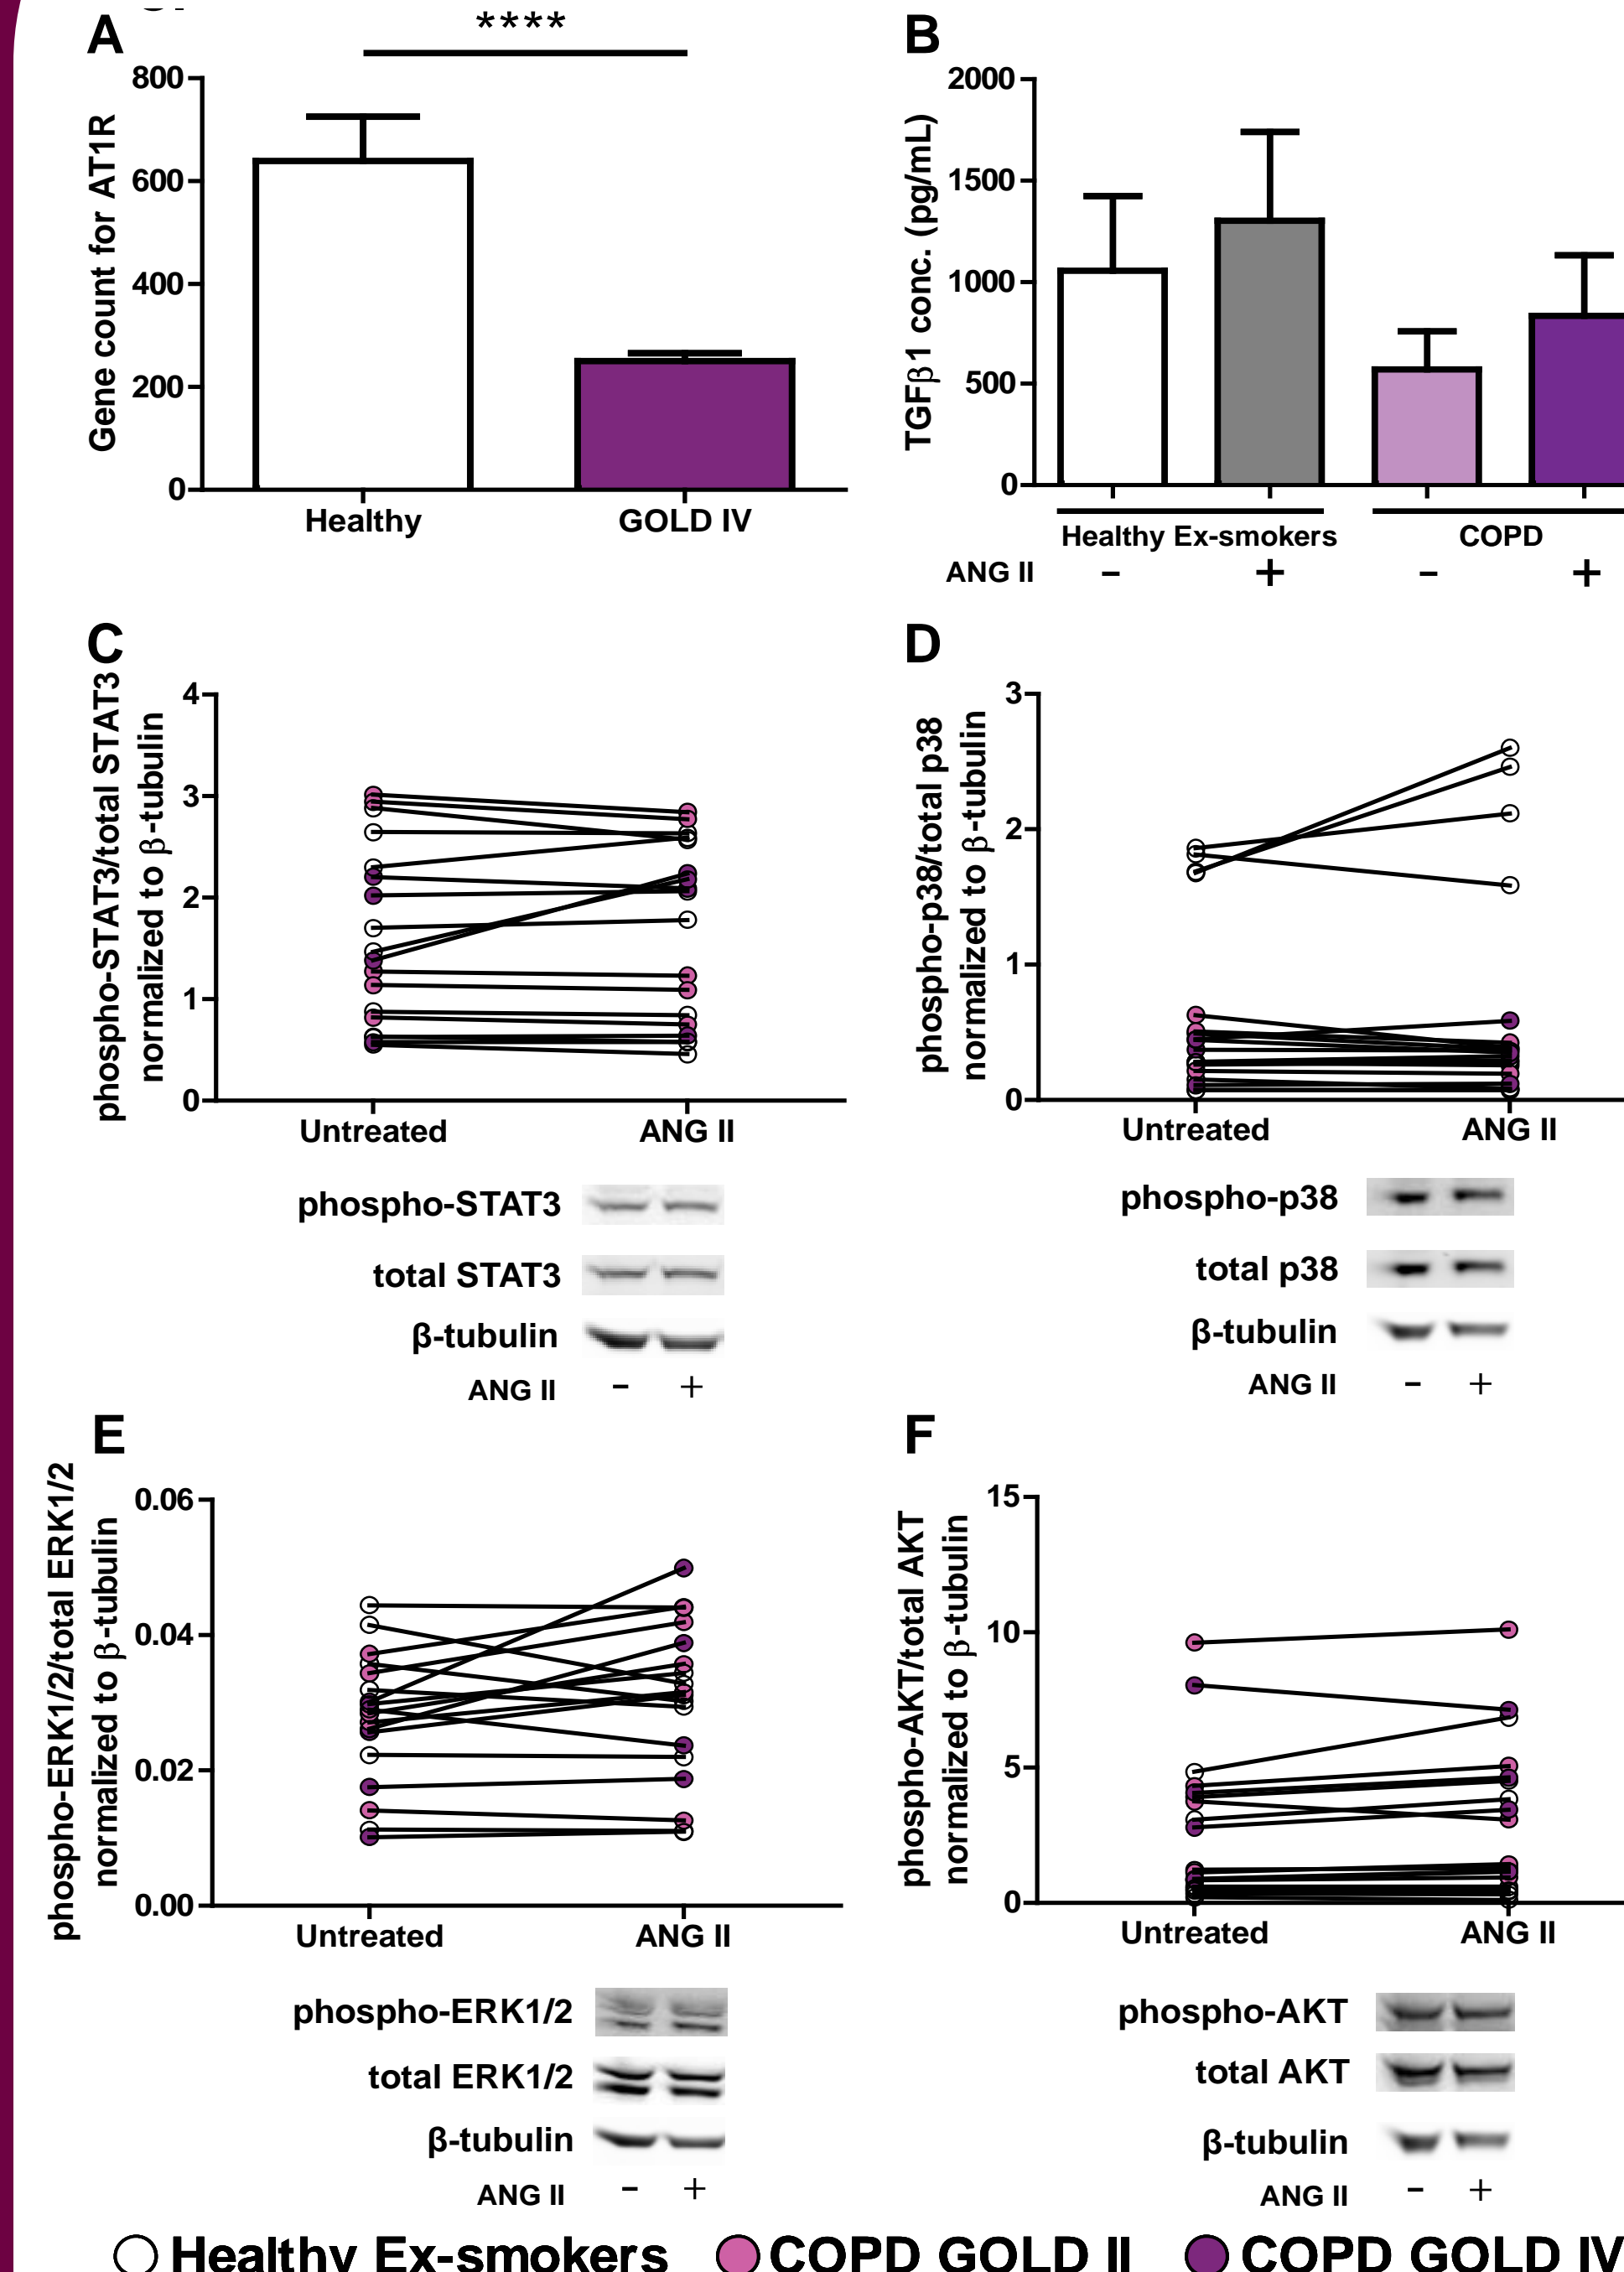 A
****
Gene count for AT1R
800
600
400
200
0
Healthy
GOLD IV
B
TGFβ1 conc. (pg/mL)
2000
1500
1000
500
0
Healthy Ex-smokers
COPD
ANG II - + - +
C
phospho-STAT3/total STAT3
normalized to β-tubulin
4
3
2
1
0
Untreated
ANG II
phospho-STAT3
total STAT3
β-tubulin
ANG II - +
D
phospho-p38/total p38
normalized to β-tubulin
3
2
1
0
Untreated
ANG II
phospho-p38
total p38
β-tubulin
ANG II - +
E
phospho-ERK1/2/total ERK1/2
normalized to β-tubulin
0.06
0.04
0.02
0.00
Untreated
ANG II
phospho-ERK1/2
total ERK1/2
β-tubulin
ANG II - +
F
phospho-AKT/total AKT
normalized to β-tubulin
15
10
5
0
Untreated
ANG II
phospho-AKT
total AKT
β-tubulin
ANG II - +
Healthy Ex-smokers
COPD GOLD II
COPD GOLD IV